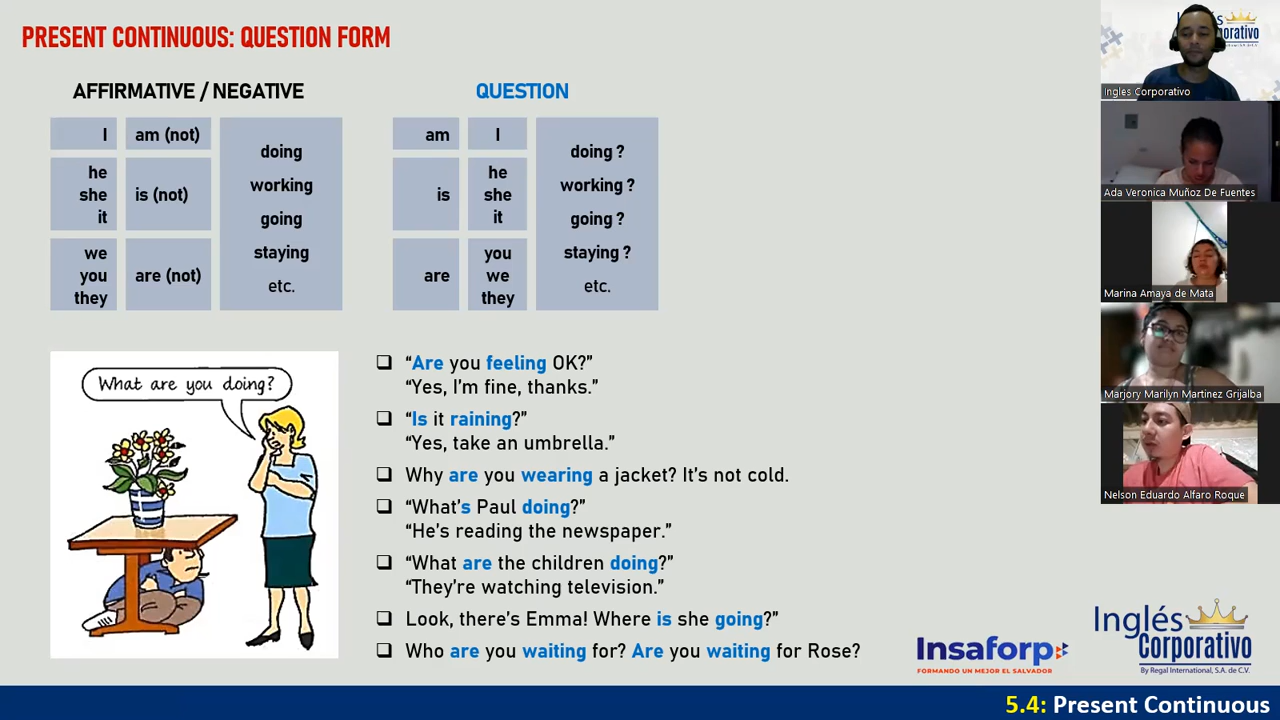 PRESENT CONTINUOUS: QUESTION FORM
AFFIRMATIVE / NEGATIVE
I
am (not)
he
she
it
is (not)
we
you
they
are (not)
doing
working
going
staying
etc.
QUESTION
am
I
is
he
she
it
are
you
we
they
doing ?
working ?
going ?
staying ?
etc.
What are you doing?
"Are you feeling OK?"
"Yes, I'm fine, thanks."
"Is it raining?"
"Yes, take an umbrella."
Why are you wearing a jacket? It's not cold.
"What's Paul doing?"
"He's reading the newspaper."
"What are the children doing?"
"They're watching television."
Look, there's Emma! Where is she going?"
Who are you waiting for? Are you waiting for Rose?
Insaforp
FORMANDO UN MEJOR EL SALVADOR
Inglés
Corporativo
By Regal International, S.A. de C.V.
5.4: Present Continuous
Ingles Corporativo
Ada Veronica Muñoz De Fuentes
Marina Amaya de Mata
Marjory Marilyn Martinez Grijalba
Nelson Eduardo Alfaro Roque